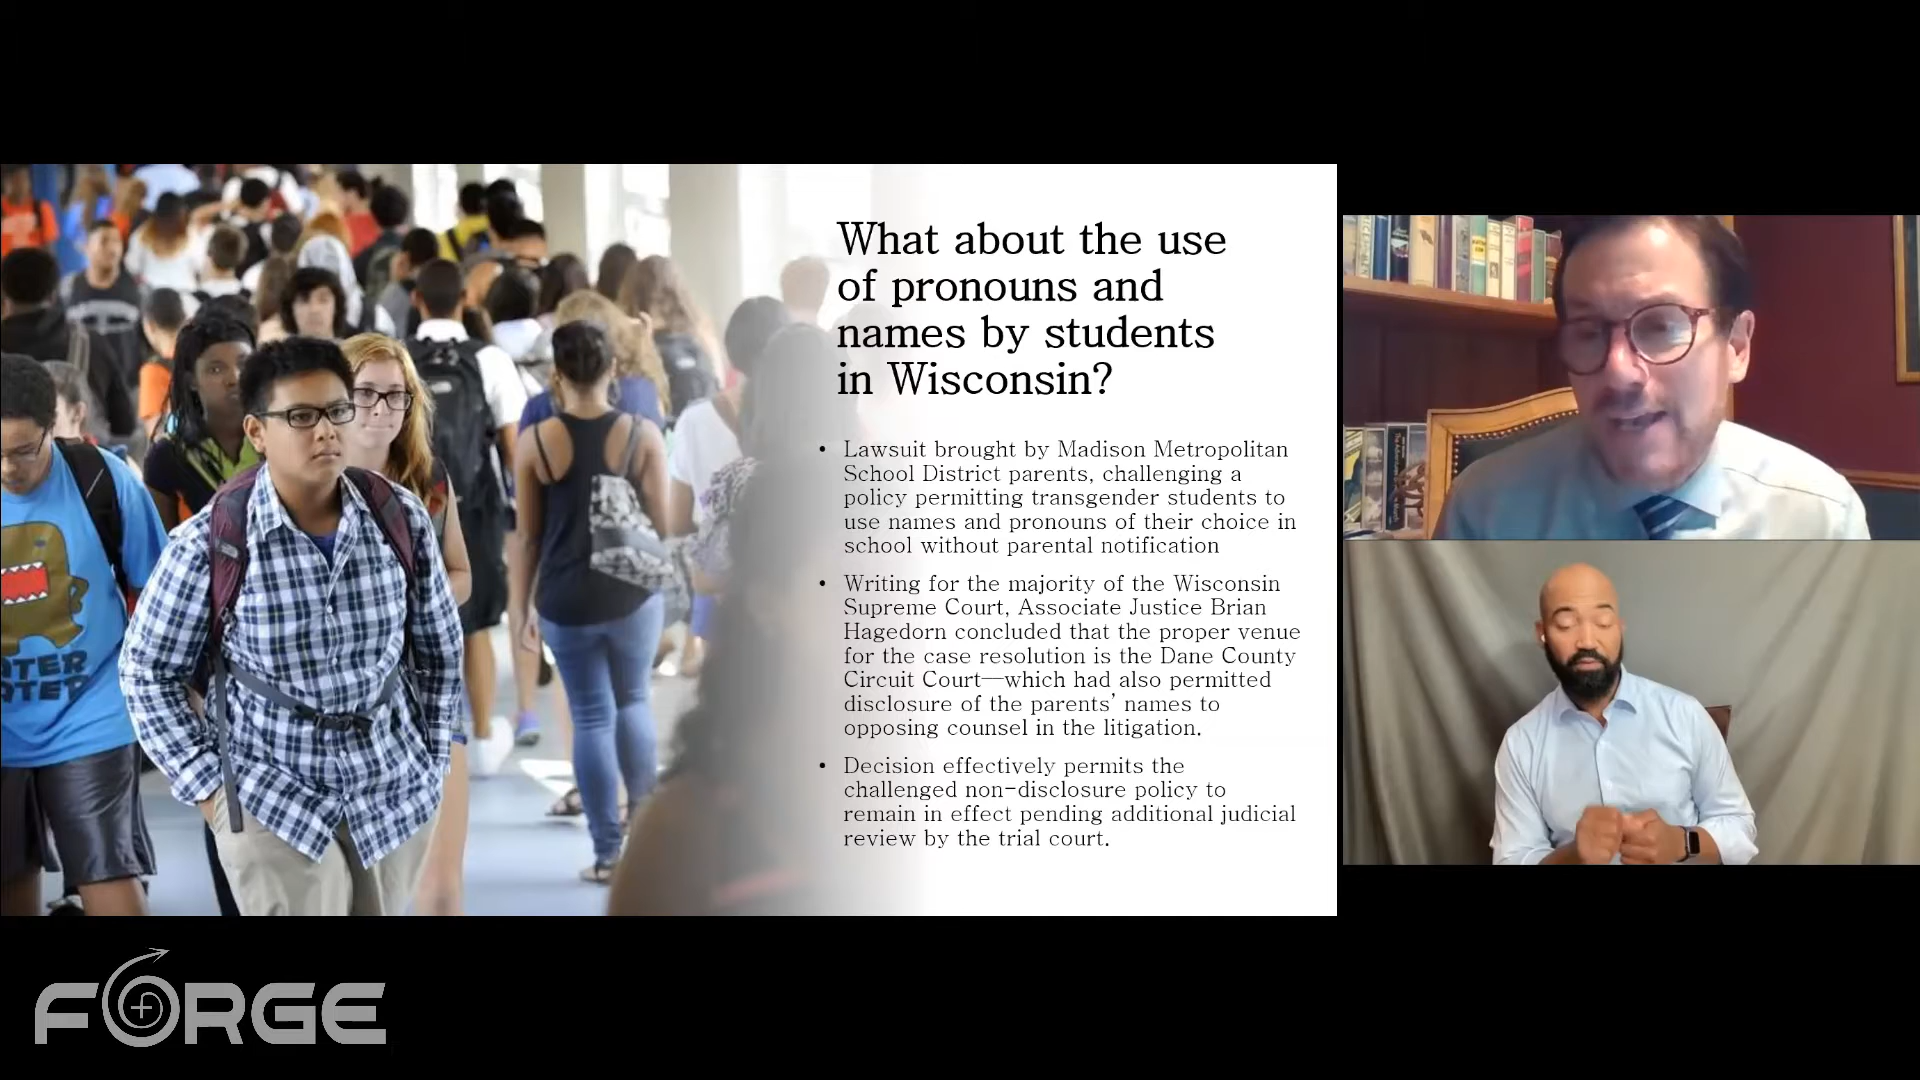 What about the use
of pronouns and
names by students
in Wisconsin?
• Lawsuit brought by Madison Metropolitan
School District parents, challenging a
policy permitting transgender students to
use names and pronouns of their choice in
school without parental notification
• Writing for the majority of the Wisconsin
Supreme Court, Associate Justice Brian
Hagedorn concluded that the proper venue
for the case resolution is the Dane County
Circuit Court—which had also permitted
disclosure of the parents’ names to
opposing counsel in the litigation.
• Decision effectively permits the
challenged non-disclosure policy to
remain in effect pending additional judicial
review by the trial court.
FORGE